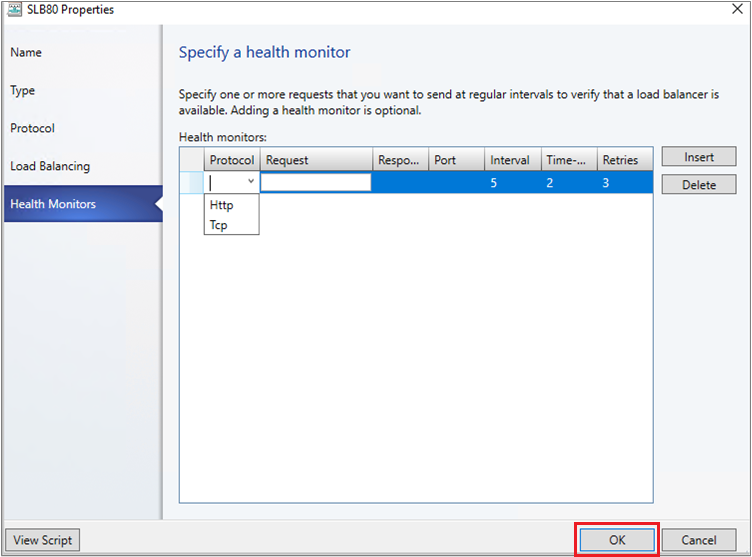 SLB80 Properties
Name
Type
Protocol
Load Balancing
Health Monitors
Specify a health monitor
Specify one or more requests that you want to send at regular intervals to verify that a load balancer is
available. Adding a health monitor is optional.
Health monitors:
Protocol Request Respo... Port Interval Time-... Retries
5 2 3
Http
Tcp
Insert
Delete
View Script
OK
Cancel